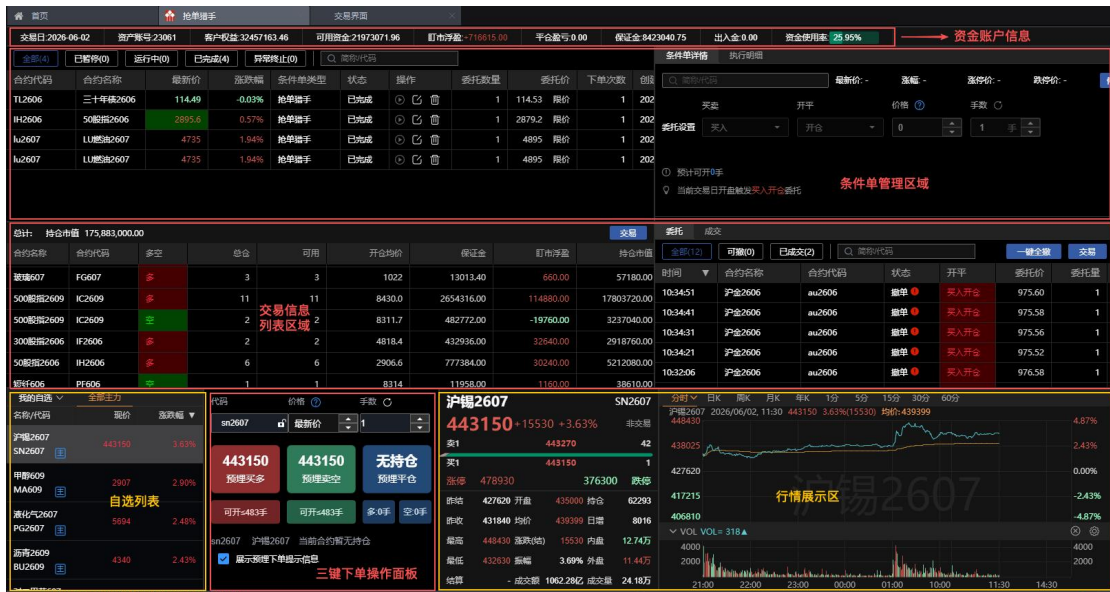 首页 抢单猎手 交易界面
交易日:2026-06-02 资产账号:23061 客户权益:32457163.46 可用资金:21973071.96 盯市浮盈:-716615.00 平仓盈亏:0.00 保证金:8423040.75 出入金:0.00 资金使用率: 25.95% 资金账户信息
全部(4) 已暂停(0) 运行中(0) 已完成(4) 异常终止(0) 简称/代码
合约代码 合约名称 最新价 涨跌幅 条件单类型 状态 操作 委托数量 委托价 下单次数 创建
TL2606 三十年债2606 114.49 -0.03% 抢单猎手 已完成 1 114.53 限价 1 202
IH2606 50股指2606 2895.6 0.57% 抢单猎手 已完成 1 2879.2 限价 1 202
lu2607 LU燃油2607 4735 1.94% 抢单猎手 已完成 1 4895 限价 1 202
lu2607 LU燃油2607 4735 1.94% 抢单猎手 已完成 1 4895 限价 1 202
条件单详情 执行明细
简称/代码 最新价: - 涨幅: - 涨停价: - 跌停价: -
买卖 开平 价格 手数
委托设置 买入 开仓 0 1 手
预计可开0手
当前交易日开盘触发买入开仓委托
条件单管理区域
总计: 持仓市值 175,883,000.00 交易
合约名称 合约代码 多空 总仓 可用 开仓均价 保证金 盯市浮盈 持仓市值
玻璃607 FG607 多 3 3 1022 13013.40 660.00 57180.00
500股指2609 IC2609 多 11 11 8430.0 2654316.00 114880.00 17803720.00
500股指2609 IC2609 空 2 2 8311.7 482772.00 -19760.00 3237040.00
300股指2606 IF2606 多 2 2 4818.4 432936.00 32640.00 2918760.00
50股指2606 IH2606 多 6 6 2906.6 777384.00 30240.00 5212080.00
短纤606 PF606 空 1 1 8314 11958.00 1160.00 38610.00
交易信息
列表区域
委托 成交
全部(12) 可撤(0) 已成交(2) 简称/代码 一键全撤 交易
时间 ▼ 合约名称 合约代码 状态 开平 委托价 委托量
10:34:51 沪金2606 au2606 撤单 买入开仓 975.60 1
10:34:41 沪金2606 au2606 撤单 买入开仓 975.58 1
10:34:31 沪金2606 au2606 撤单 买入开仓 975.56 1
10:34:21 沪金2606 au2606 撤单 买入开仓 975.52 1
10:32:06 沪金2606 au2606 撤单 买入开仓 976.58 1
我的自选 全部主力
名称/代码 现价 涨跌幅 ▼
沪锡2607
SN2607 主 443150 3.63%
甲醇609
MA609 主 2907 2.90%
液化气2607
PG2607 主 5694 2.48%
沥青2609
BU2609 主 4340 2.43%
自选列表
代码 价格 手数
sn2607 最新价 1
443150 443150 无持仓
预埋买多 预埋卖空 预埋平仓
可开≤483手 可开≤483手 多:0手 空:0手
sn2607 沪锡2607 当前合约暂无持仓
展示预埋下单提示信息
三键下单操作面板
沪锡2607 SN2607
443150 +15530 +3.63% 非交易
卖1 443270 42
买1 443150 1
涨停 478930 376300 跌停
昨结 427620 开盘 435000 持仓 62293
昨收 431840 均价 439399 日增 8016
最高 448430 涨跌(结) 15530 内盘 12.74万
最低 432630 振幅 3.69% 外盘 11.44万
结算 - 成交额 1062.28亿 成交量 24.18万
分时 日K 周K 月K 年K 1分 5分 15分 30分 60分
沪锡2607 2026/06/02, 11:30 443150 3.63%(15530) 均价:439399
448430 4.87%
438025 2.43%
427620 0.00%
417215 -2.43%
406810 -4.87%
沪锡2607
行情展示区
VOL VOL= 318▲
4000 4000
2000 2000
21:00 22:00 23:00 00:00 01:00 10:00 11:30 14:30